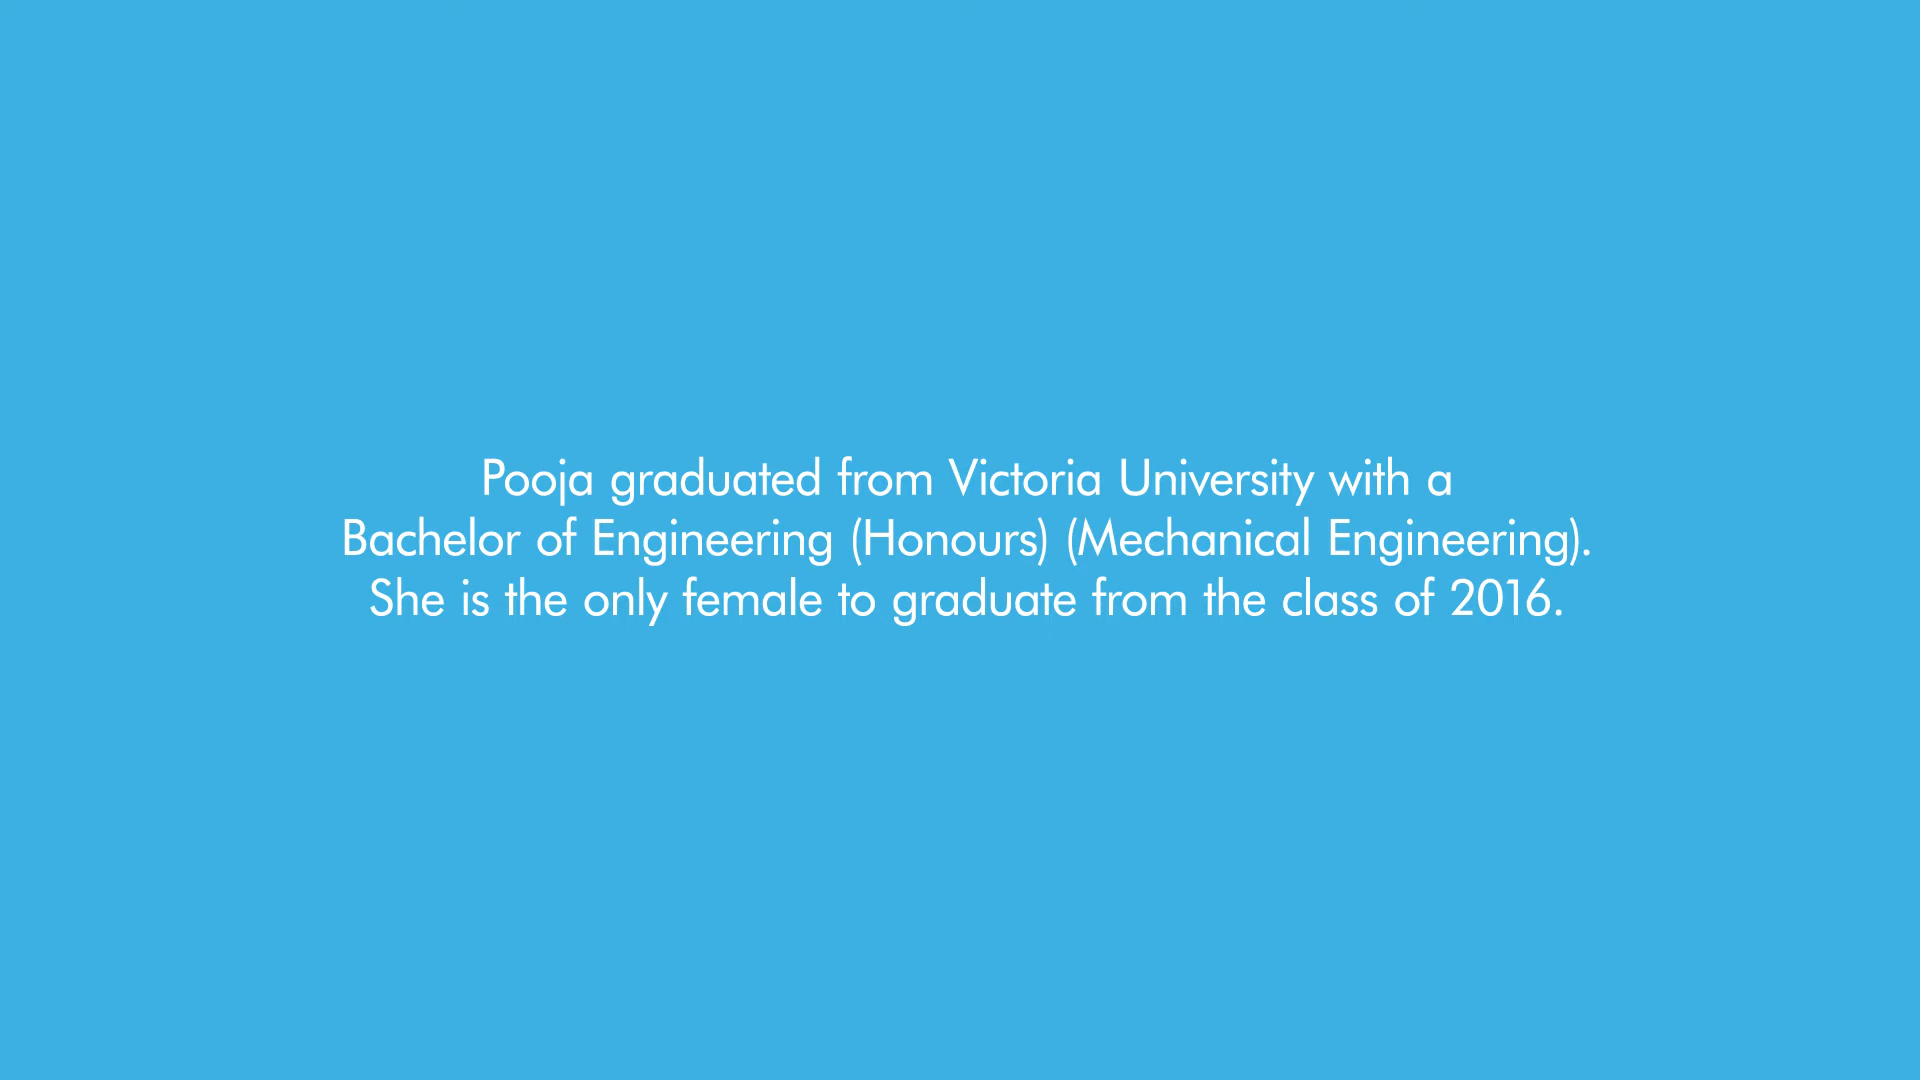 Pooja graduated from Victoria University with a
Bachelor of Engineering (Honours) (Mechanical Engineering).
She is the only female to graduate from the class of 2016.